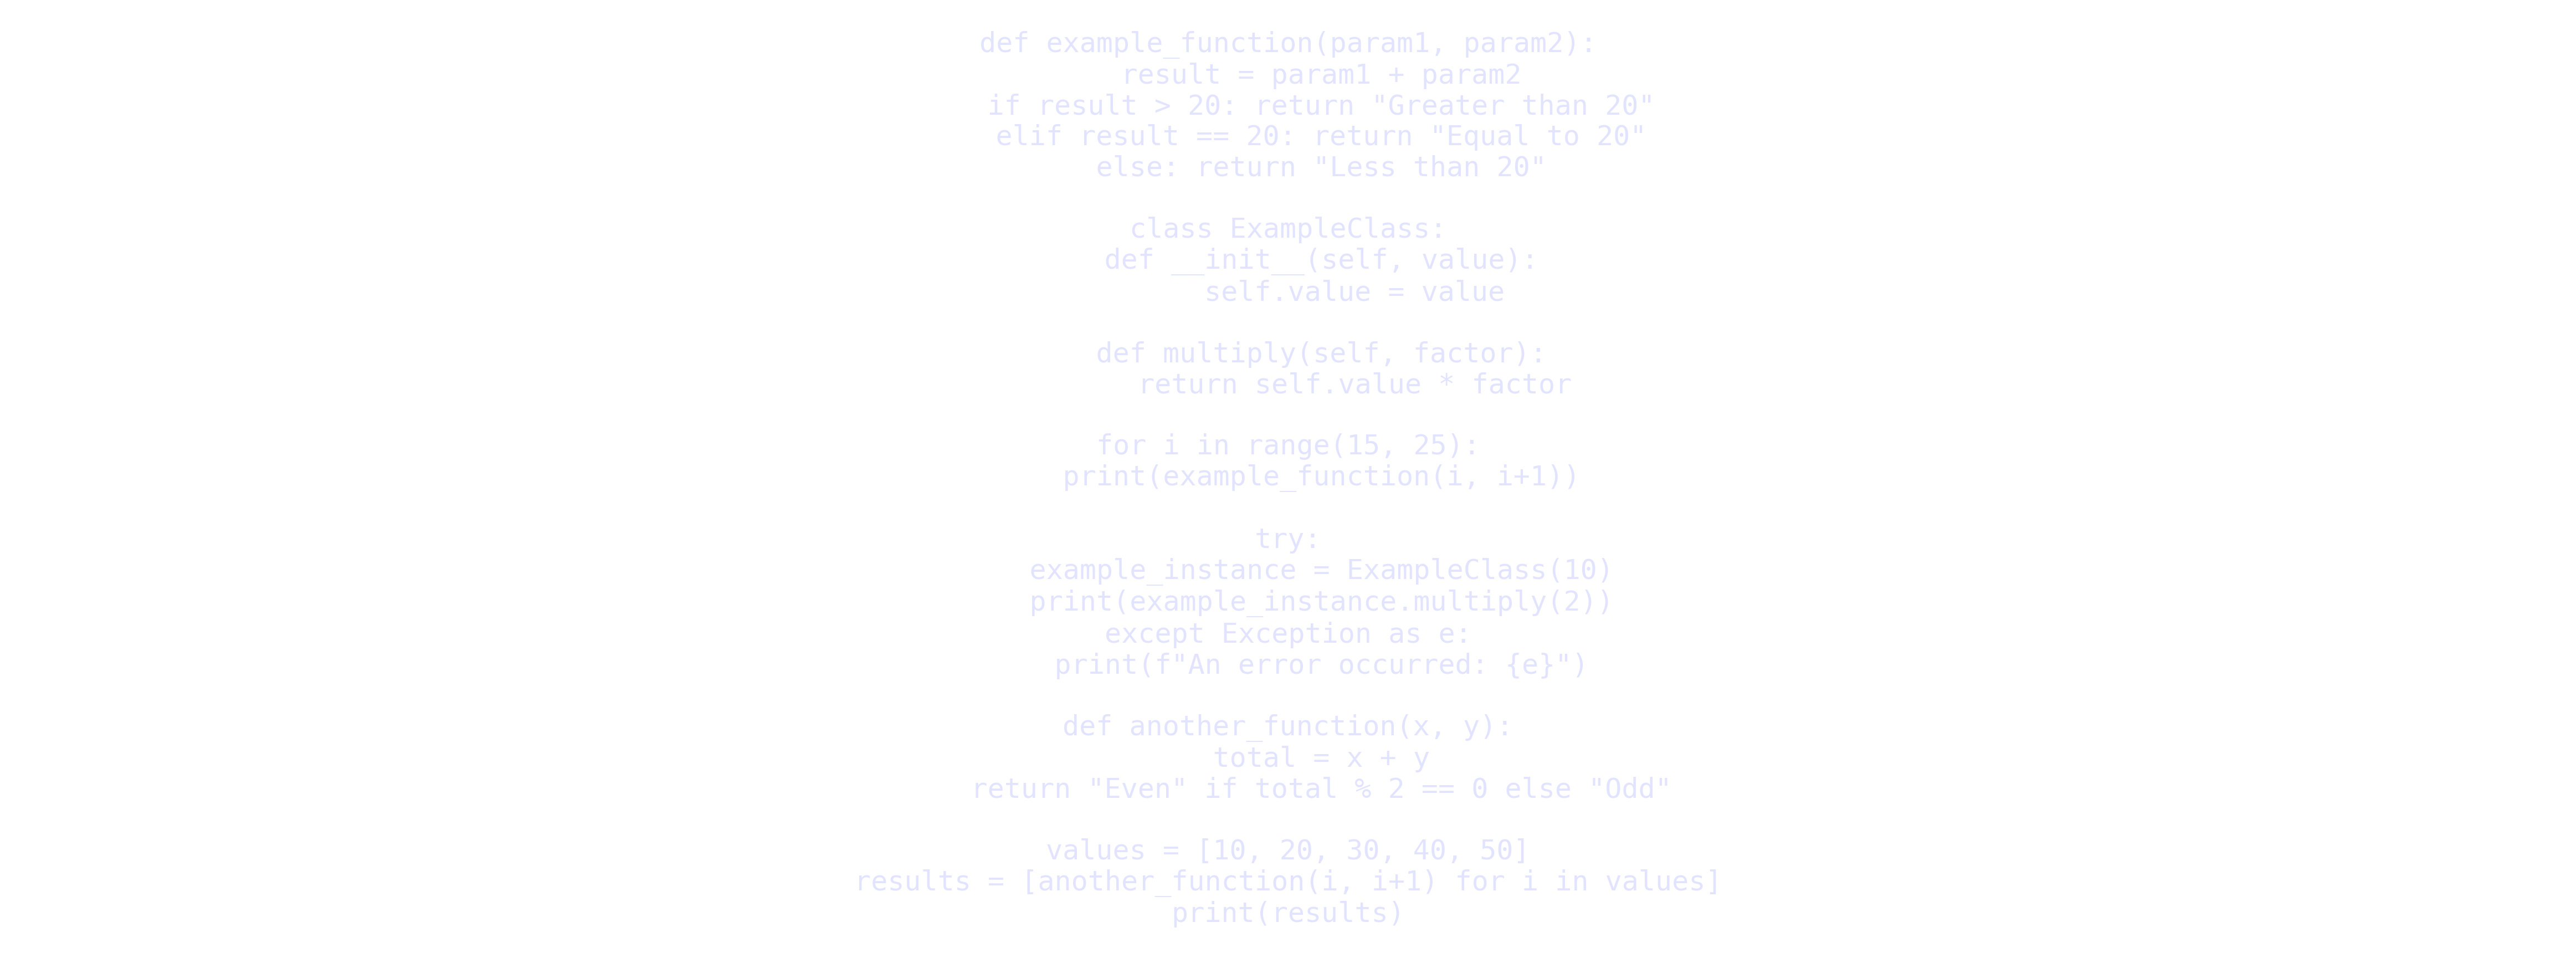 def example_function(param1, param2):
    result = param1 + param2
    if result > 20: return "Greater than 20"
    elif result == 20: return "Equal to 20"
    else: return "Less than 20"

class ExampleClass:
    def __init__(self, value):
        self.value = value

    def multiply(self, factor):
        return self.value * factor

for i in range(15, 25):
    print(example_function(i, i+1))

try:
    example_instance = ExampleClass(10)
    print(example_instance.multiply(2))
except Exception as e:
    print(f"An error occurred: {e}")

def another_function(x, y):
    total = x + y
    return "Even" if total % 2 == 0 else "Odd"

values = [10, 20, 30, 40, 50]
results = [another_function(i, i+1) for i in values]
print(results)